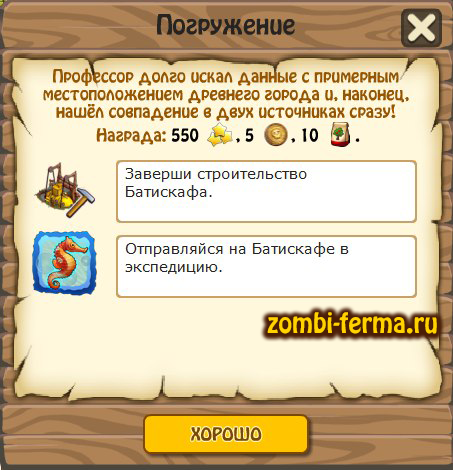 Погружение
Профессор долго искал данные с примерным
местоположением древнего города и, наконец,
нашёл совпадение в двух источниках сразу!
Награда: 550 , 5 , 10 .
Заверши строительство
Батискафа.
Отправляйся на Батискафе в
экспедицию.
zombi-ferma.ru
ХОРОШО